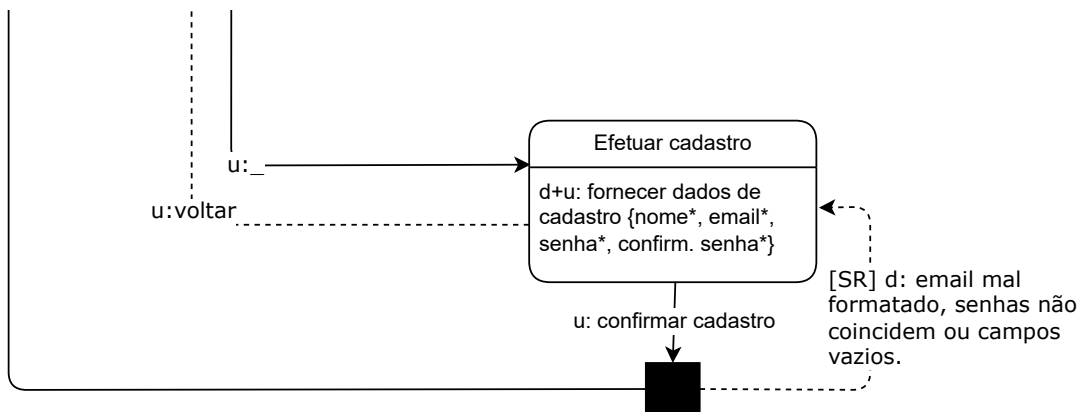 Efetuar cadastro
u:_
d+u: fornecer dados de
cadastro {nome*, email*,
senha*, confirm. senha*}
u:voltar
[SR] d: email mal
formatado, senhas não
coincidem ou campos
vazios.
u: confirmar cadastro